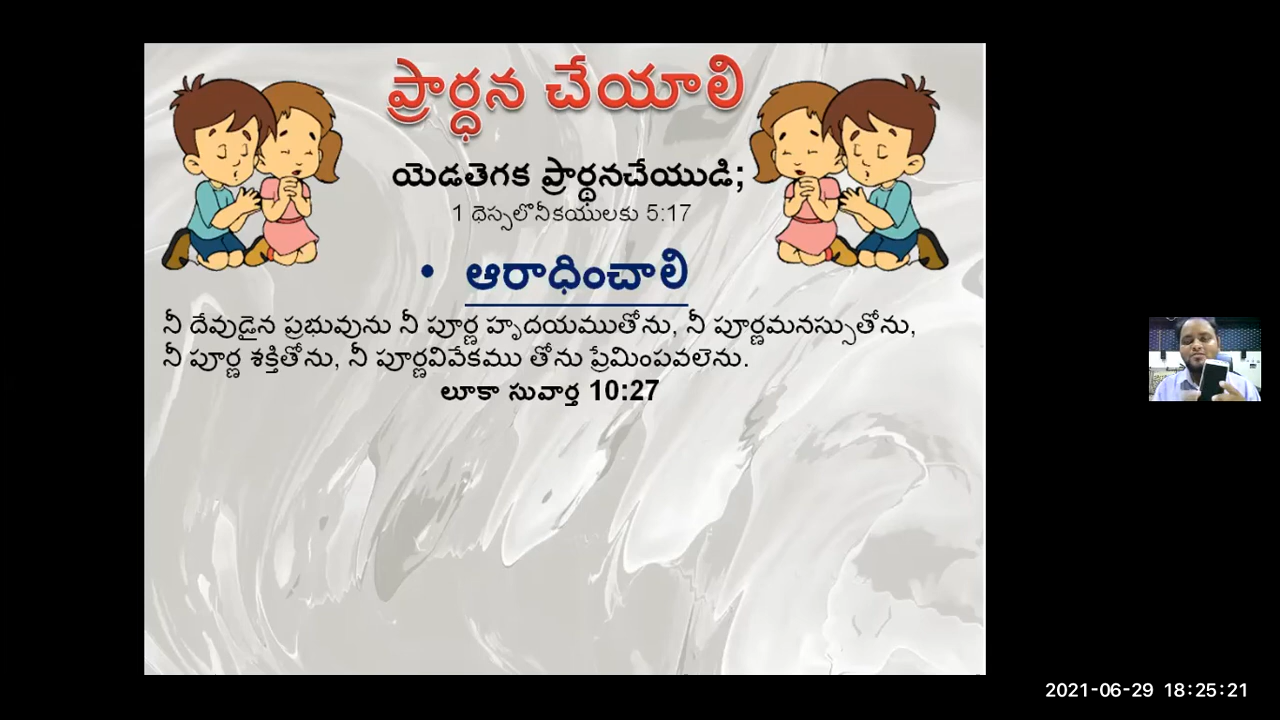 ప్రార్ధన చేయాలి
యెడతెగక ప్రార్థనచేయుడి;
1 థెస్సలొనీకయులకు 5:17
• ఆరాధించాలి
నీ దేవుడైన ప్రభువును నీ పూర్ణ హృదయముతోను, నీ పూర్ణమనస్సుతోను,
నీ పూర్ణ శక్తితోను, నీ పూర్ణవివేకము తోను ప్రేమింపవలెను.
లూకా సువార్త 10:27
2021-06-29 18:25:21